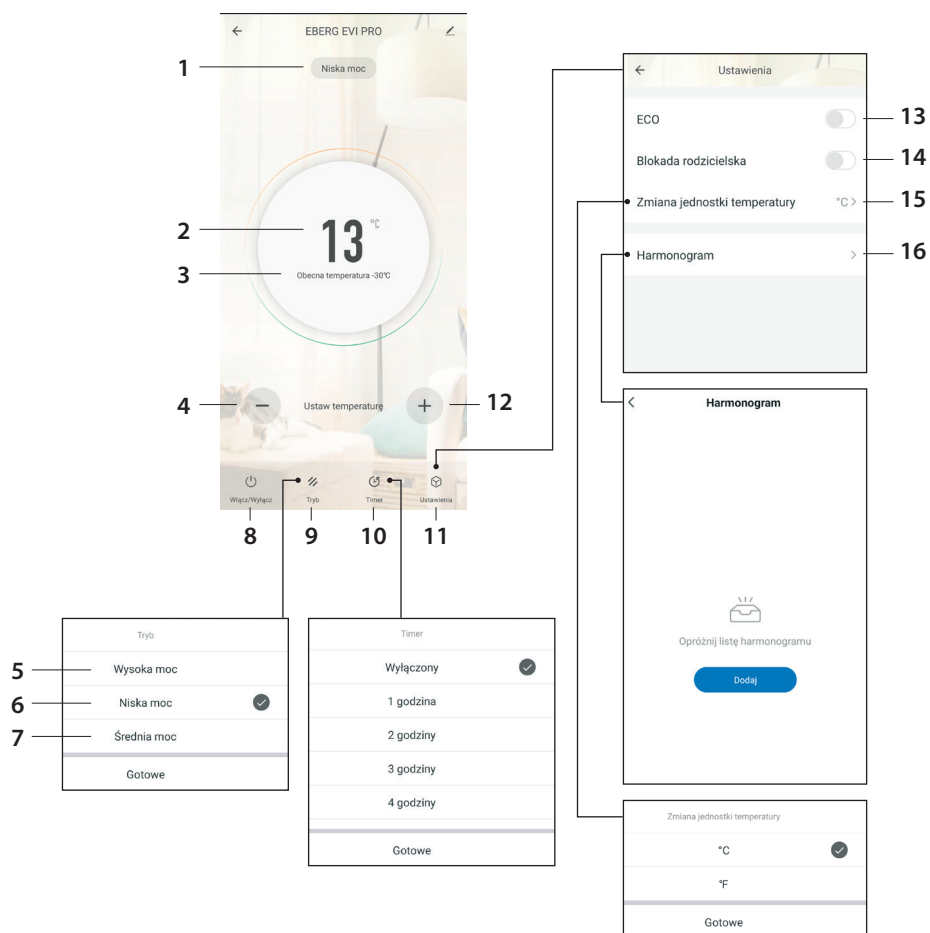 EBERG EVI PRO
1
Niska moc
2
13 °C
3
Obecna temperatura -30°C
4
Ustaw temperaturę
12
Włącz/Wyłącz
Tryb
Timer
Ustawienia
8
9
10
11
Ustawienia
ECO
13
Blokada rodzicielska
14
Zmiana jednostki temperatury
°C
15
Harmonogram
16
Harmonogram
Opróżnij listę harmonogramu
Dodaj
Tryb
5
Wysoka moc
6
Niska moc
7
Średnia moc
Gotowe
Timer
Wyłączony
1 godzina
2 godziny
3 godziny
4 godziny
Gotowe
Zmiana jednostki temperatury
°C
°F
Gotowe